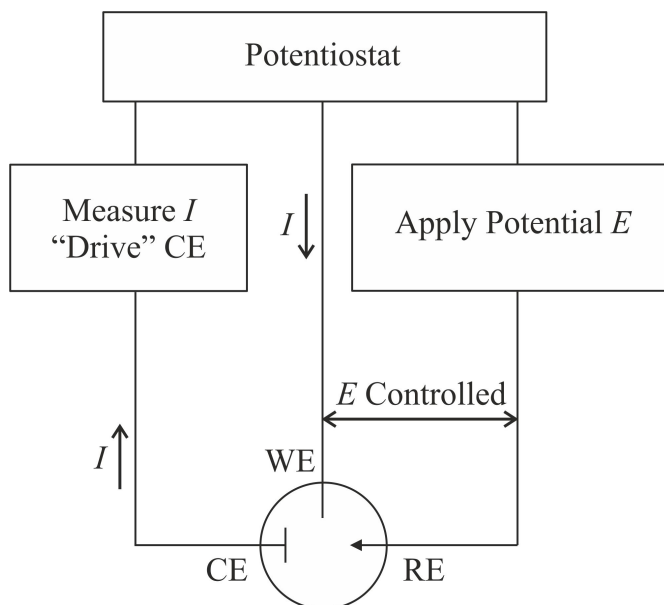 Potentiostat
Measure I
“Drive” CE
I
Apply Potential E
E Controlled
I
WE
CE
RE